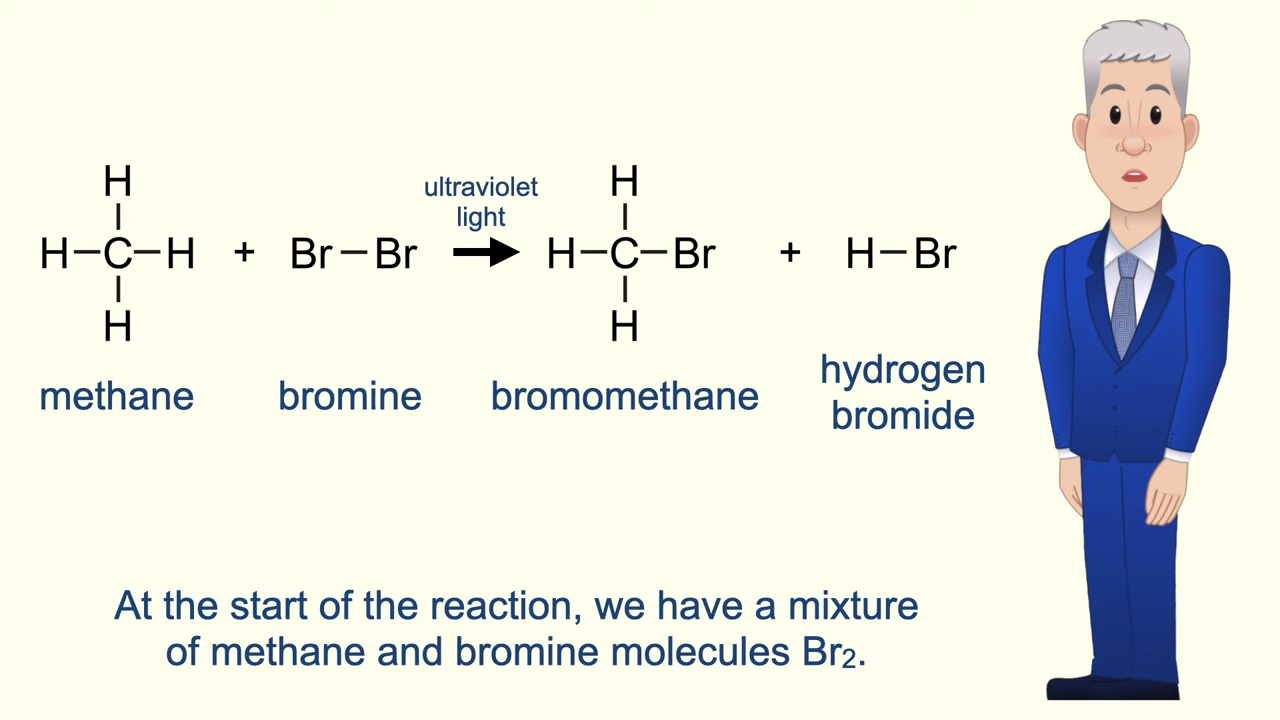 H
ultraviolet
light
H
H–C–H + Br–Br → H–C–Br + H–Br
H
H
methane
bromine
bromomethane
hydrogen
bromide
At the start of the reaction, we have a mixture
of methane and bromine molecules Br₂.